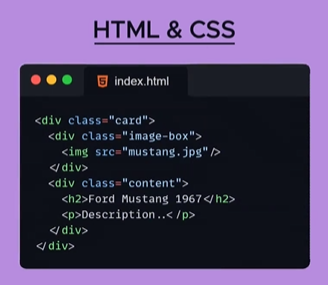 HTML & CSS
index.html
<div class="card">
<div class="image-box">
<img src="mustang.jpg"/>
</div>
<div class="content">
<h2>Ford Mustang 1967</h2>
<p>Description..</p>
</div>
</div>